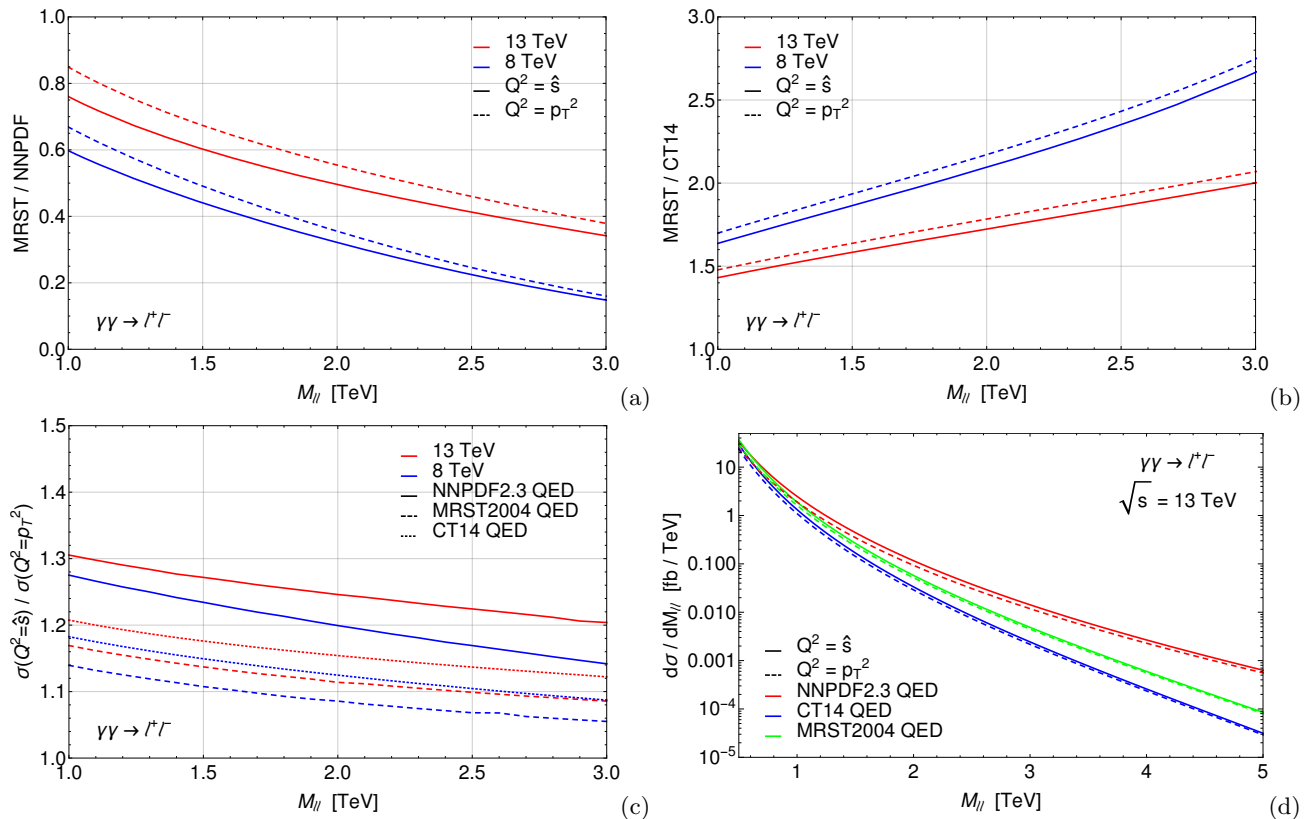 MRST / NNPDF
1.0
0.8
0.6
0.4
0.2
0.0
13 TeV
8 TeV
Q² = ŝ
Q² = p_T²
γγ → l⁺l⁻
1.0 1.5 2.0 2.5 3.0
M_ll [TeV]
(a)
MRST / CT14
3.0
2.5
2.0
1.5
1.0
13 TeV
8 TeV
Q² = ŝ
Q² = p_T²
γγ → l⁺l⁻
1.0 1.5 2.0 2.5 3.0
M_ll [TeV]
(b)
σ(Q²=ŝ) / σ(Q²=p_T²)
1.5
1.4
1.3
1.2
1.1
1.0
13 TeV
8 TeV
NNPDF2.3 QED
MRST2004 QED
CT14 QED
γγ → l⁺l⁻
1.0 1.5 2.0 2.5 3.0
M_ll [TeV]
(c)
dσ / dM_ll [fb / TeV]
10
1
0.100
0.010
0.001
10⁻⁴
10⁻⁵
γγ → l⁺l⁻
√s = 13 TeV
Q² = ŝ
Q² = p_T²
NNPDF2.3 QED
CT14 QED
MRST2004 QED
1 2 3 4 5
M_ll [TeV]
(d)